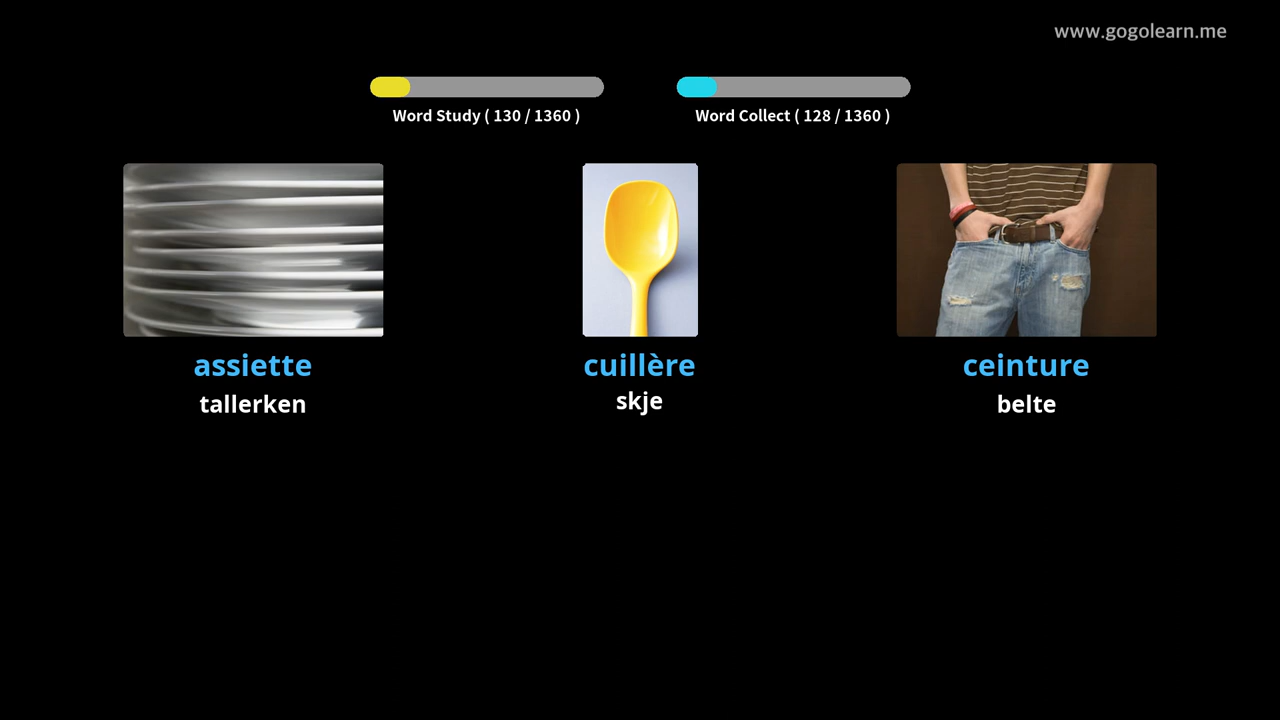 www.gogolearn.me
Word Study ( 130 / 1360 )
Word Collect ( 128 / 1360 )
assiette
cuillère
ceinture
tallerken
skje
belte